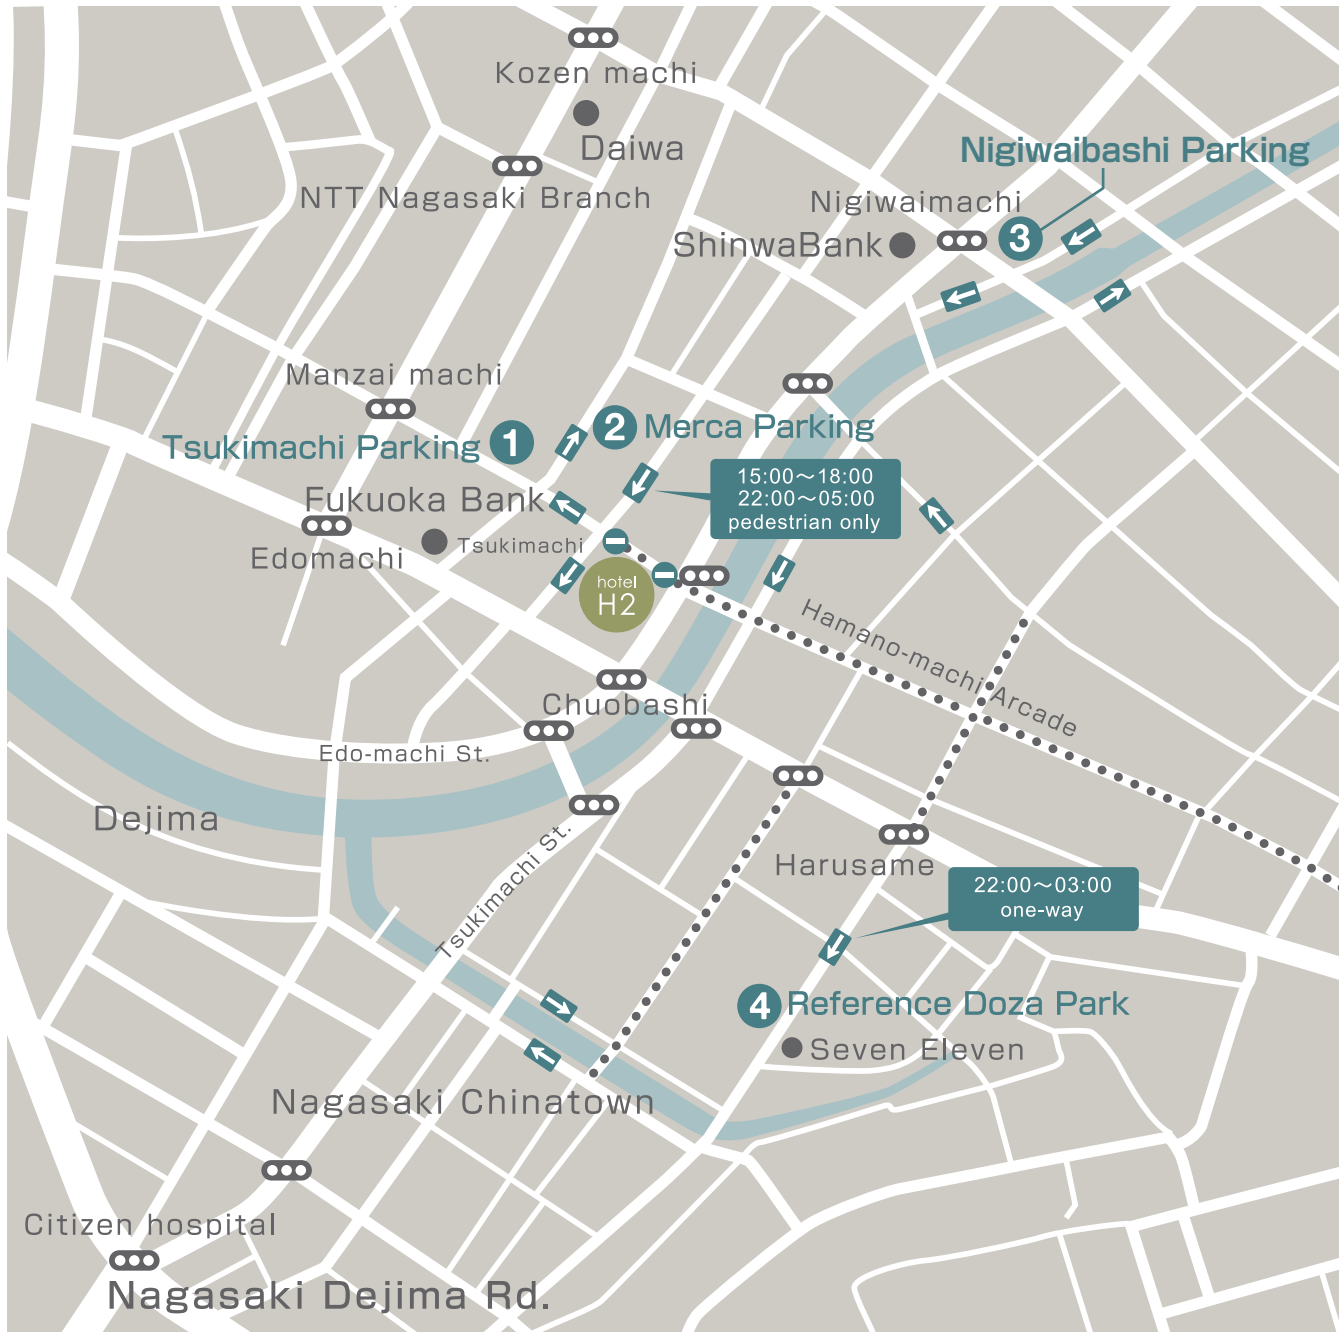 Kozen machi
Daiwa
NTT Nagasaki Branch
Nigiwaibashi Parking
Nigiwaimachi
ShinwaBank
3
Manzai machi
Tsukimachi Parking
1
2
Merca Parking
15:00～18:00
22:00～05:00
pedestrian only
Fukuoka Bank
Edomachi
Tsukimachi
hotel
H2
Hamano-machi Arcade
Chuobashi
Edo-machi St.
Dejima
Tsukimachi St.
Harusame
22:00～03:00
one-way
4
Reference Doza Park
Seven Eleven
Nagasaki Chinatown
Citizen hospital
Nagasaki Dejima Rd.